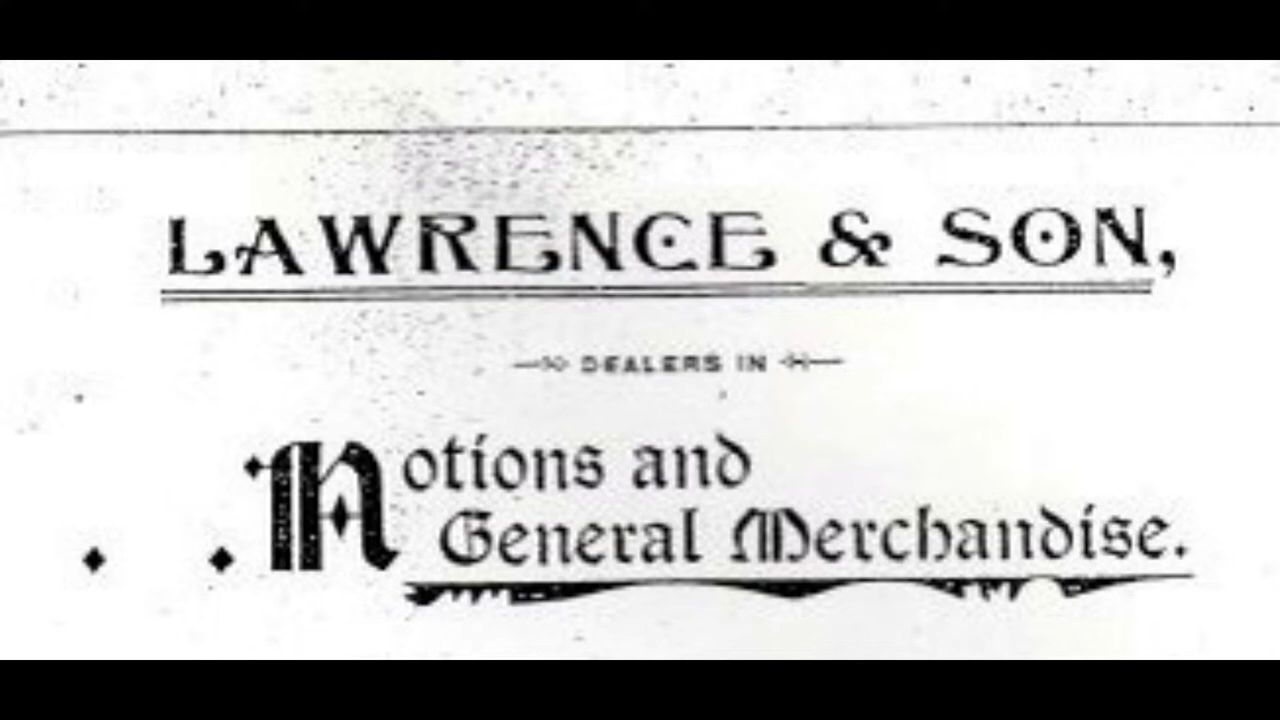 LAWRENCE & SON,
DEALERS IN
Notions and
General Merchandise.